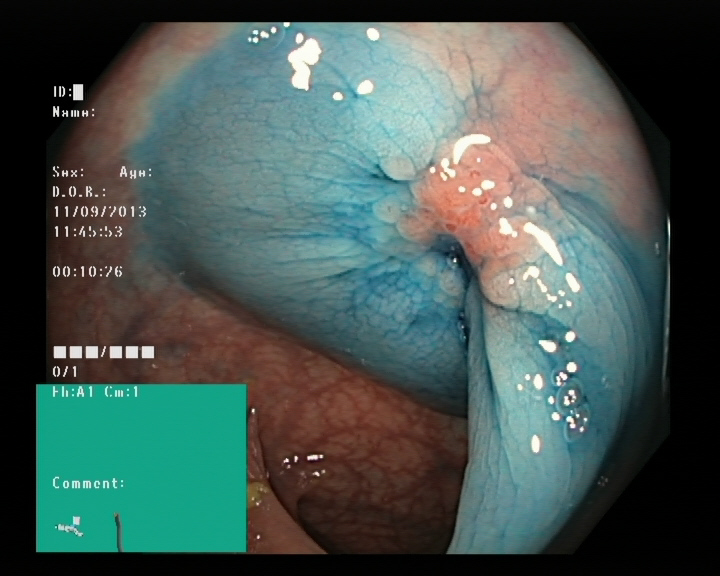 ID:
Name:
Sex: Age:
D.O.B.:
11/09/2013
11:45:53
00:10:26
■■■/■■■
0/1
Eh:A1 Cm:1
Comment: